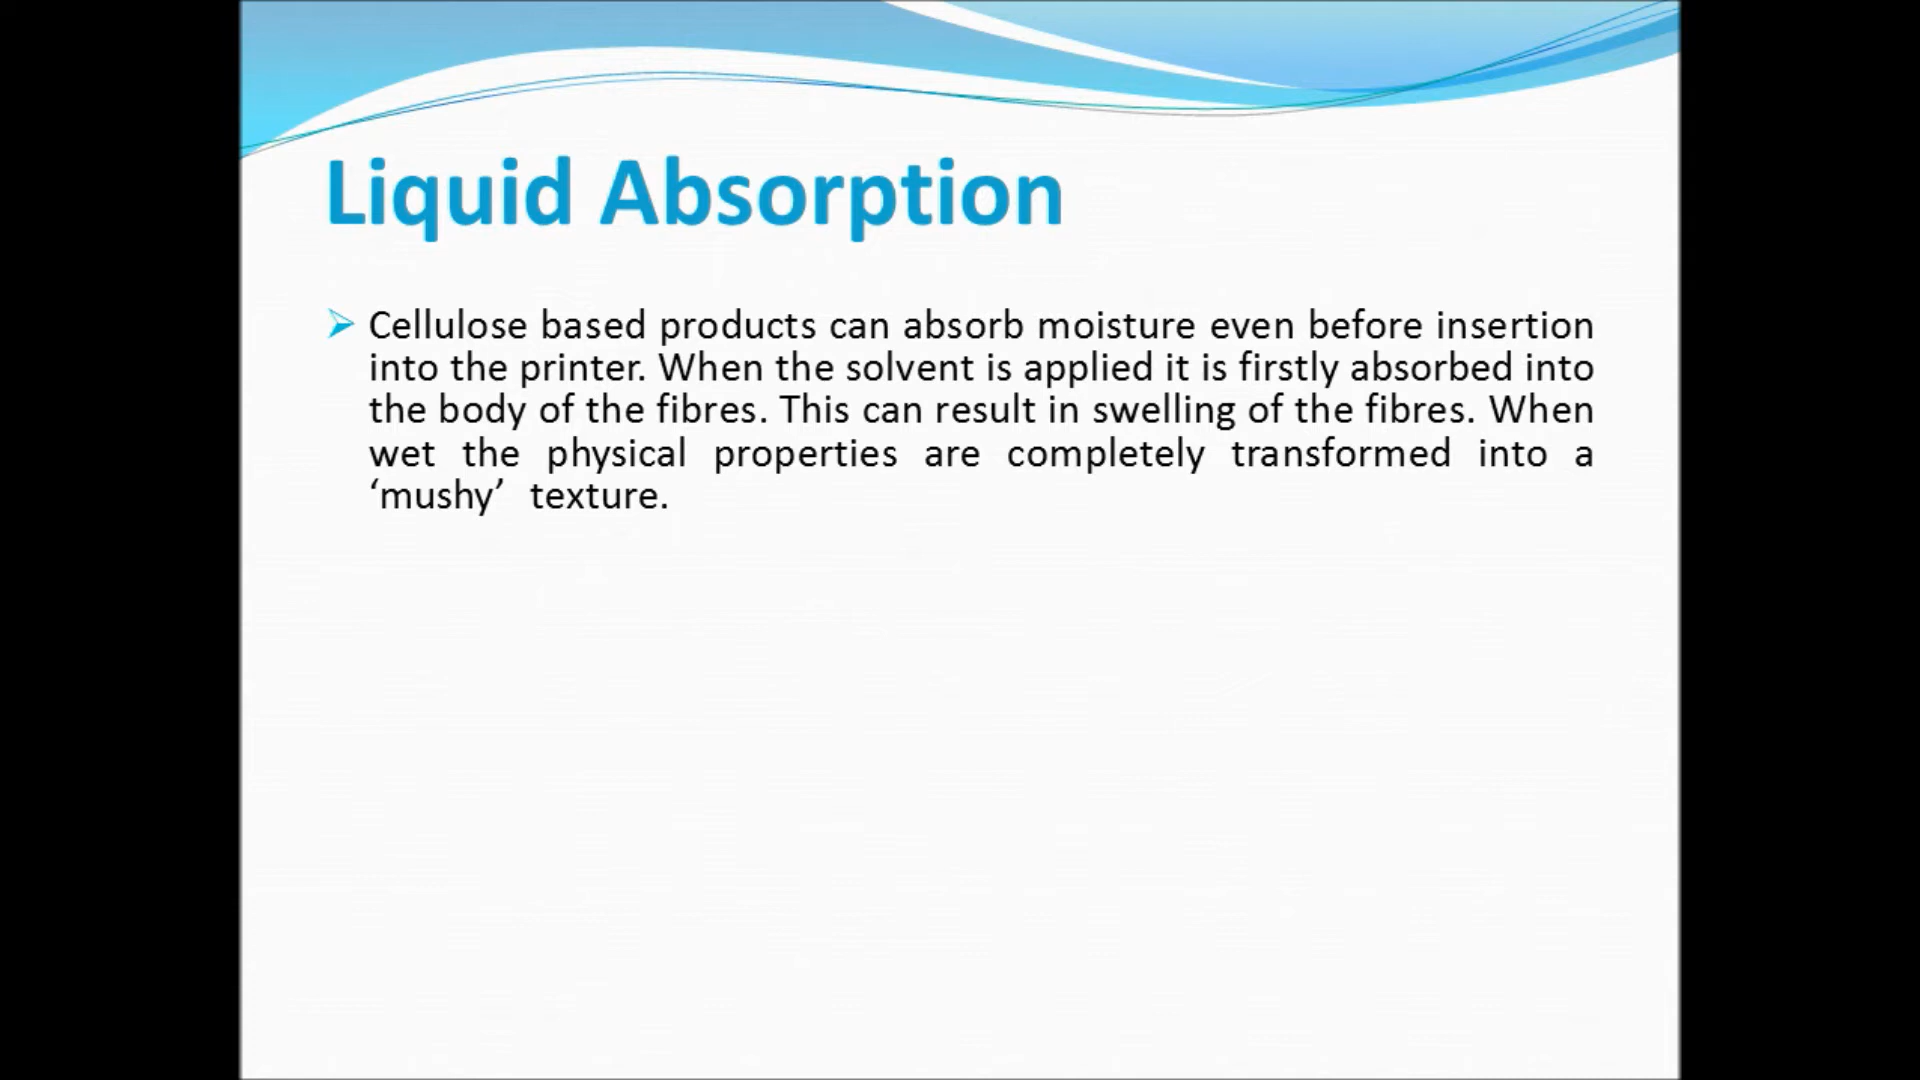 Liquid Absorption
Cellulose based products can absorb moisture even before insertion
into the printer. When the solvent is applied it is firstly absorbed into
the body of the fibres. This can result in swelling of the fibres. When
wet the physical properties are completely transformed into a
‘mushy’ texture.